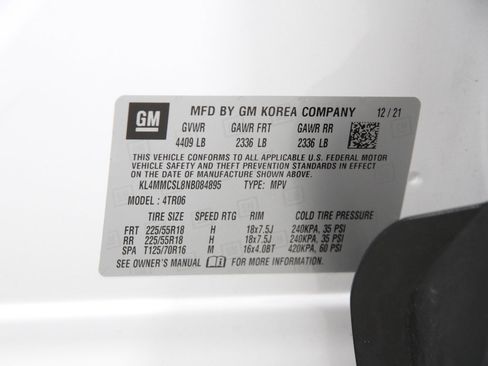 GM MFD BY GM KOREA COMPANY 12/21
GVWR GAWR FRT GAWR RR
4409 LB 2336 LB 2336 LB
THIS VEHICLE CONFORMS TO ALL APPLICABLE U.S. FEDERAL MOTOR
VEHICLE SAFETY AND THEFT PREVENTION STANDARDS IN EFFECT
ON THE DATE OF MANUFACTURE SHOWN ABOVE.
KL4MMCSL8NB084895 TYPE: MPV
MODEL: 4TR06
TIRE SIZE SPEED RTG RIM COLD TIRE PRESSURE
FRT 225/55R18 H 18x7.5J 240KPA, 35 PSI
RR 225/55R18 H 18x7.5J 240KPA, 35 PSI
SPA T125/70R16 M 16x4.0BT 420KPA, 60 PSI
SEE OWNER'S MANUAL FOR MORE INFORMATION.